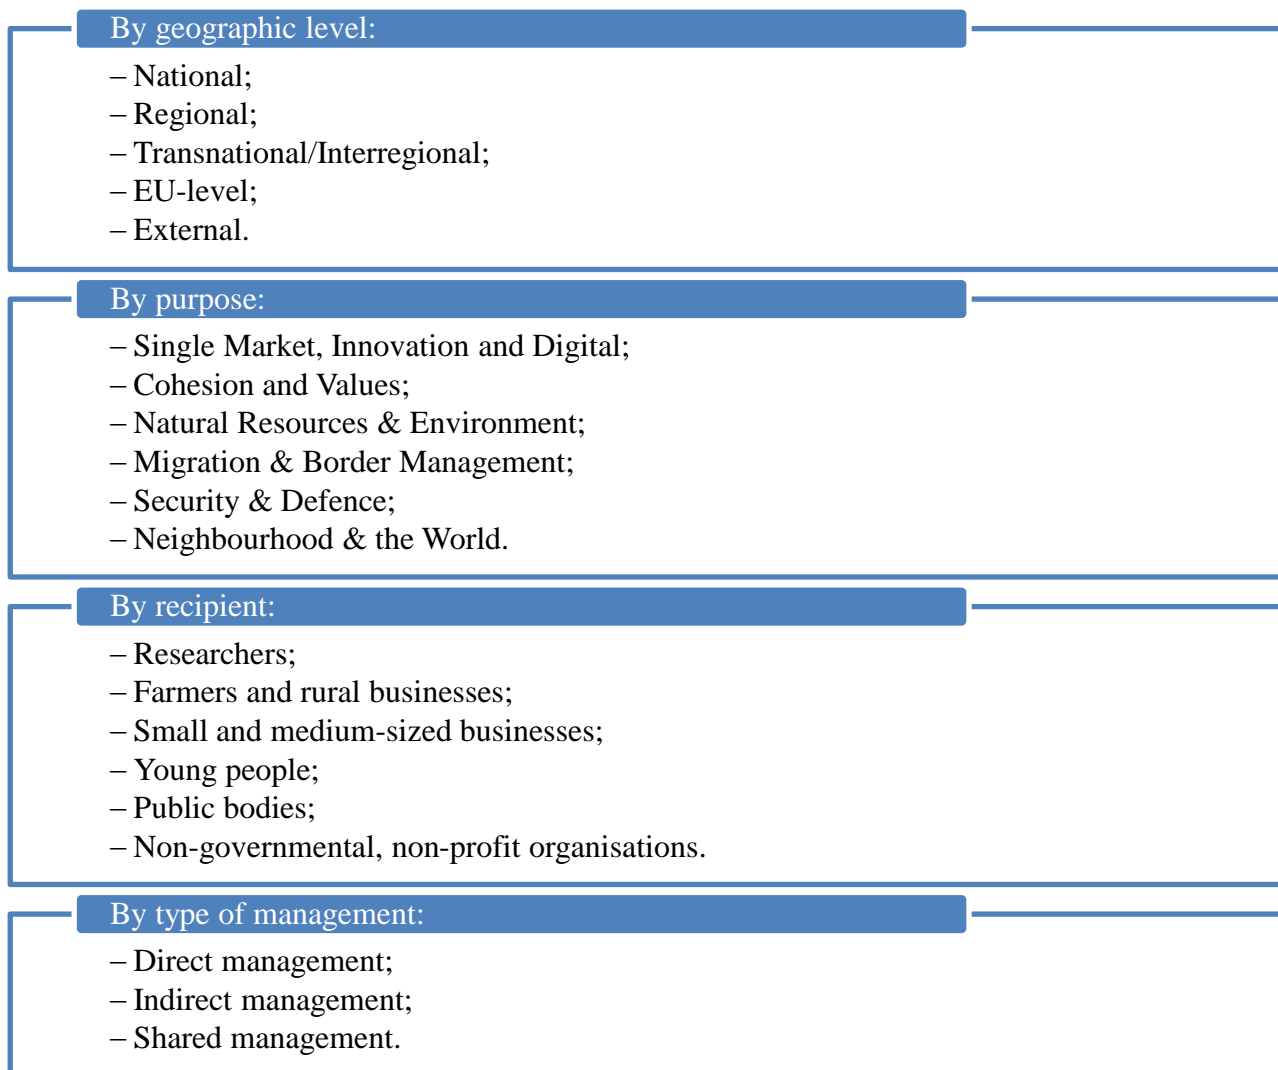 By geographic level:
– National;
– Regional;
– Transnational/Interregional;
– EU-level;
– External.
By purpose:
– Single Market, Innovation and Digital;
– Cohesion and Values;
– Natural Resources & Environment;
– Migration & Border Management;
– Security & Defence;
– Neighbourhood & the World.
By recipient:
– Researchers;
– Farmers and rural businesses;
– Small and medium-sized businesses;
– Young people;
– Public bodies;
– Non-governmental, non-profit organisations.
By type of management:
– Direct management;
– Indirect management;
– Shared management.